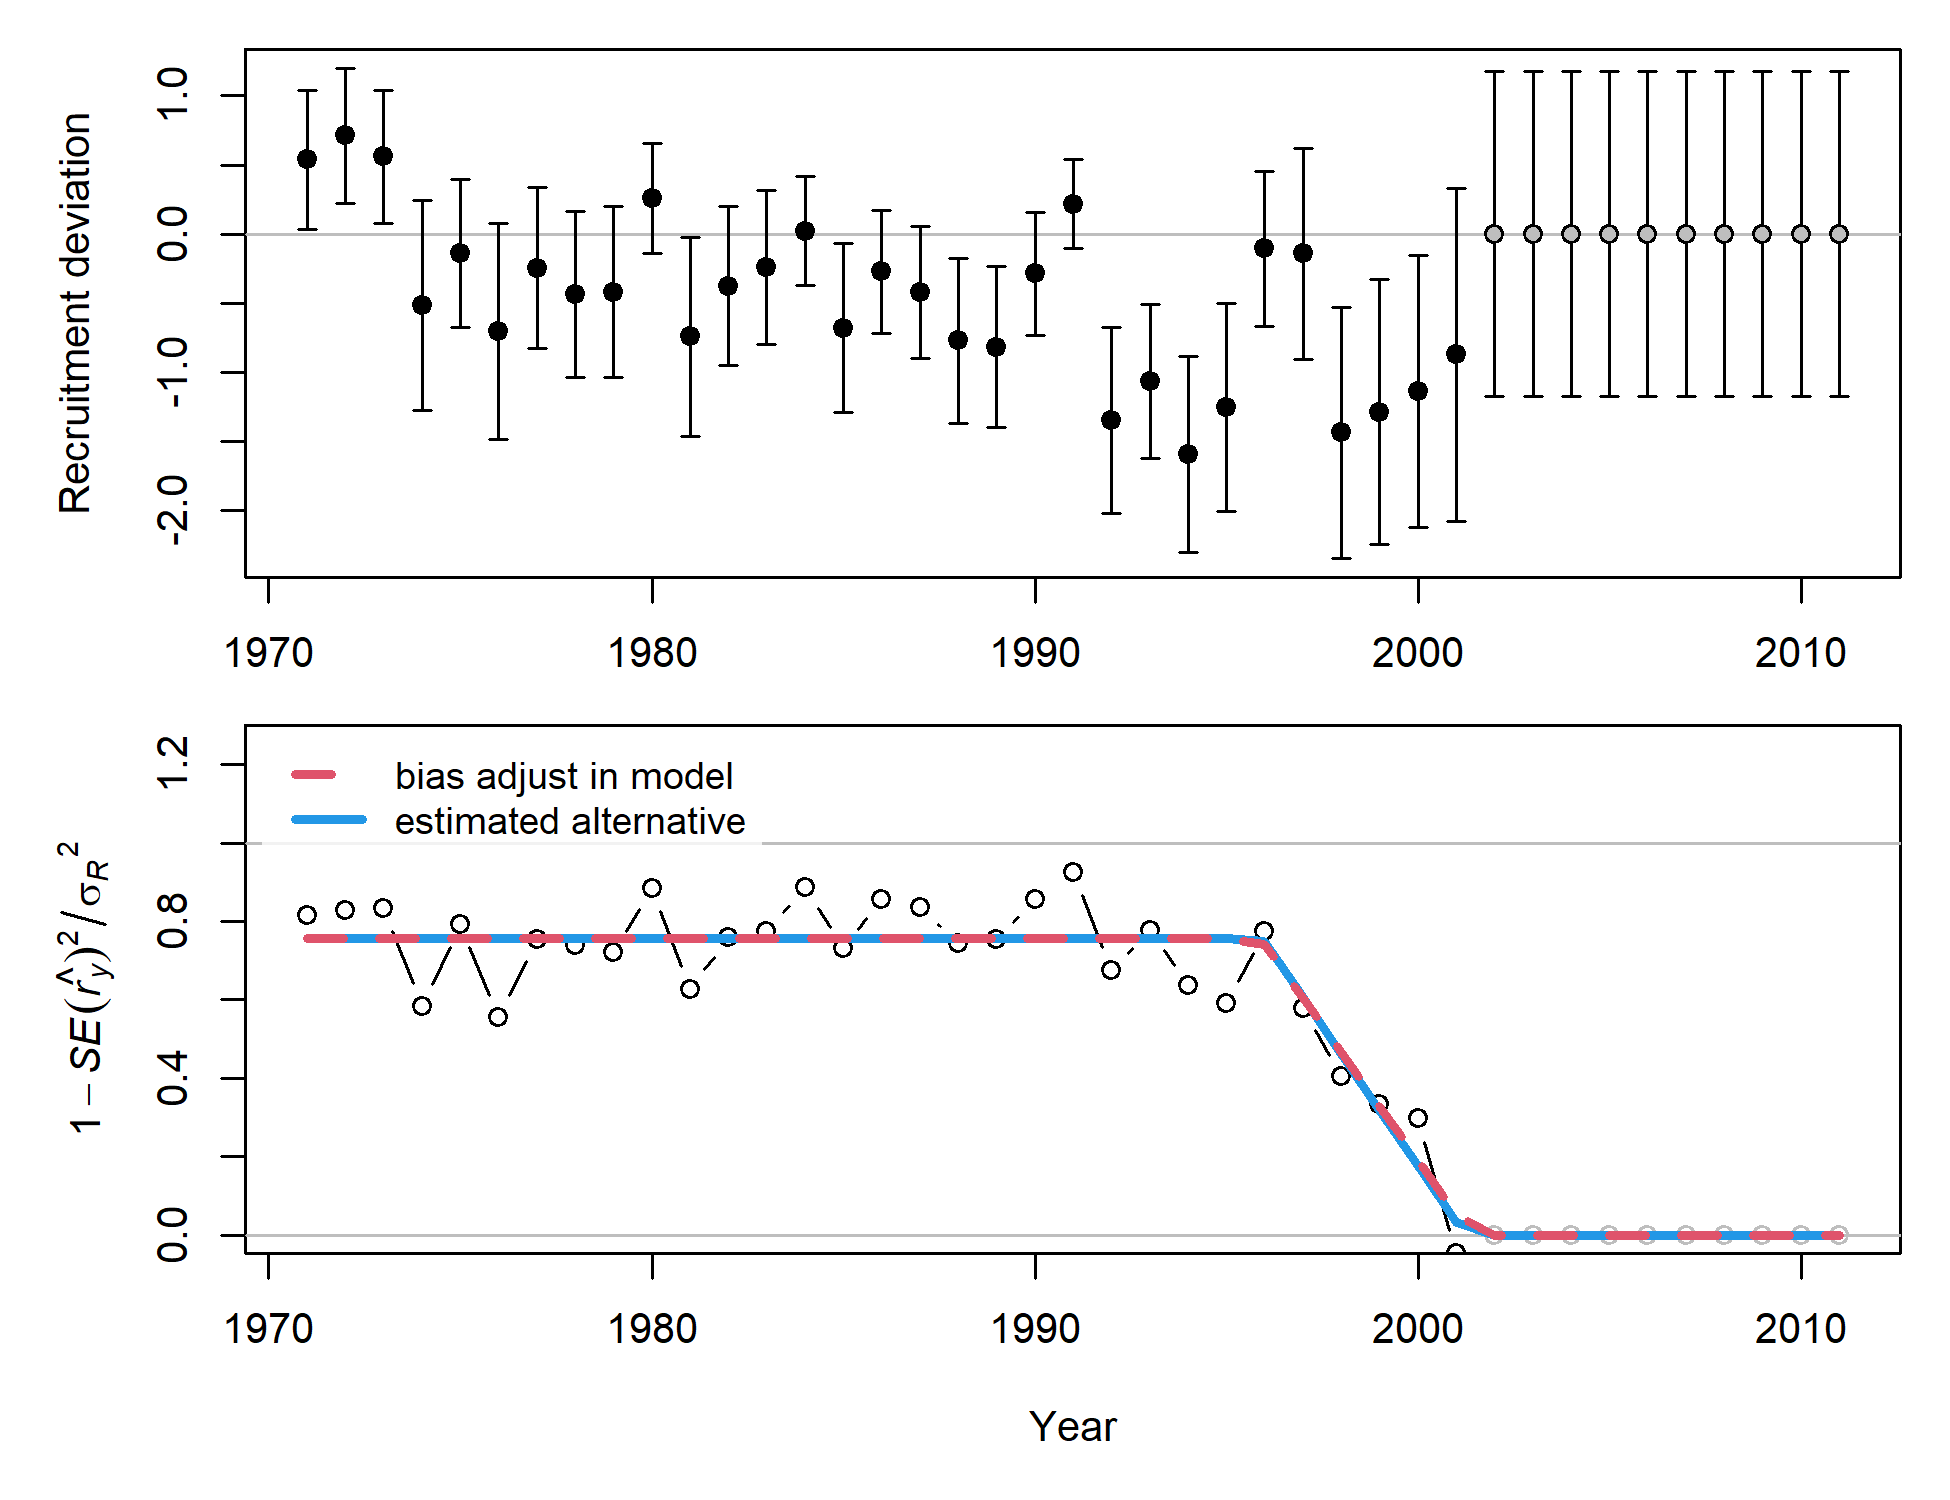 Recruitment deviation
1.0
0.0
-1.0
-2.0
1970 1980 1990 2000 2010
bias adjust in model
estimated alternative
1 − SE(r̂y)² / σR²
1.2
0.8
0.4
0.0
1970 1980 1990 2000 2010
Year